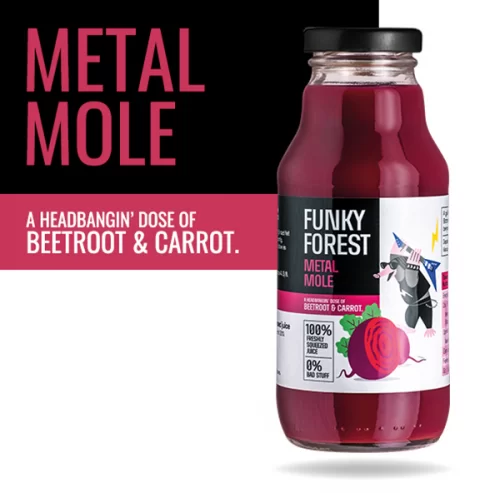 METAL
MOLE
A HEADBANGIN' DOSE OF
BEETROOT & CARROT.
FUNKY
FOREST
METAL
MOLE
A HEADBANGIN' DOSE OF
BEETROOT & CARROT.
100%
FRESHLY
SQUEEZED
JUICE
0%
BAD STUFF